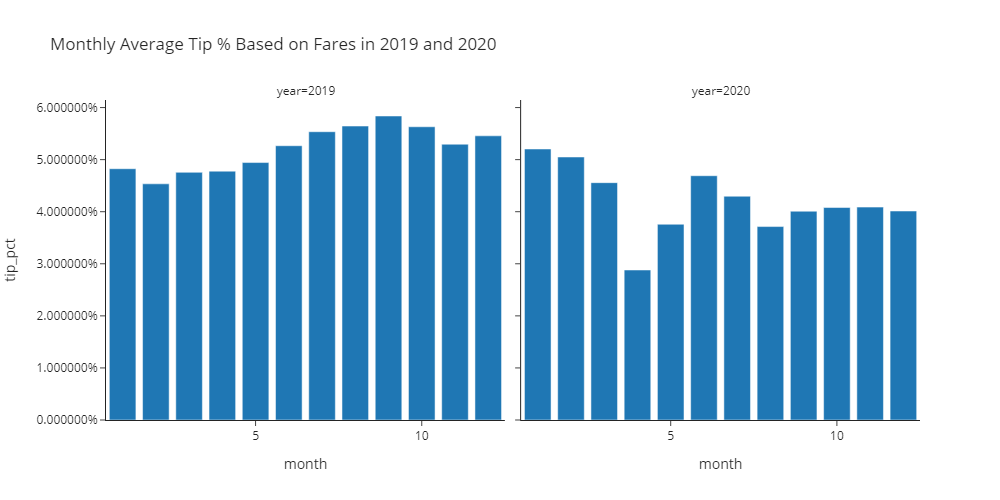 Monthly Average Tip % Based on Fares in 2019 and 2020
year=2019
year=2020
6.000000%
5.000000%
4.000000%
3.000000%
2.000000%
1.000000%
0.000000%
tip_pct
5
10
5
10
month
month